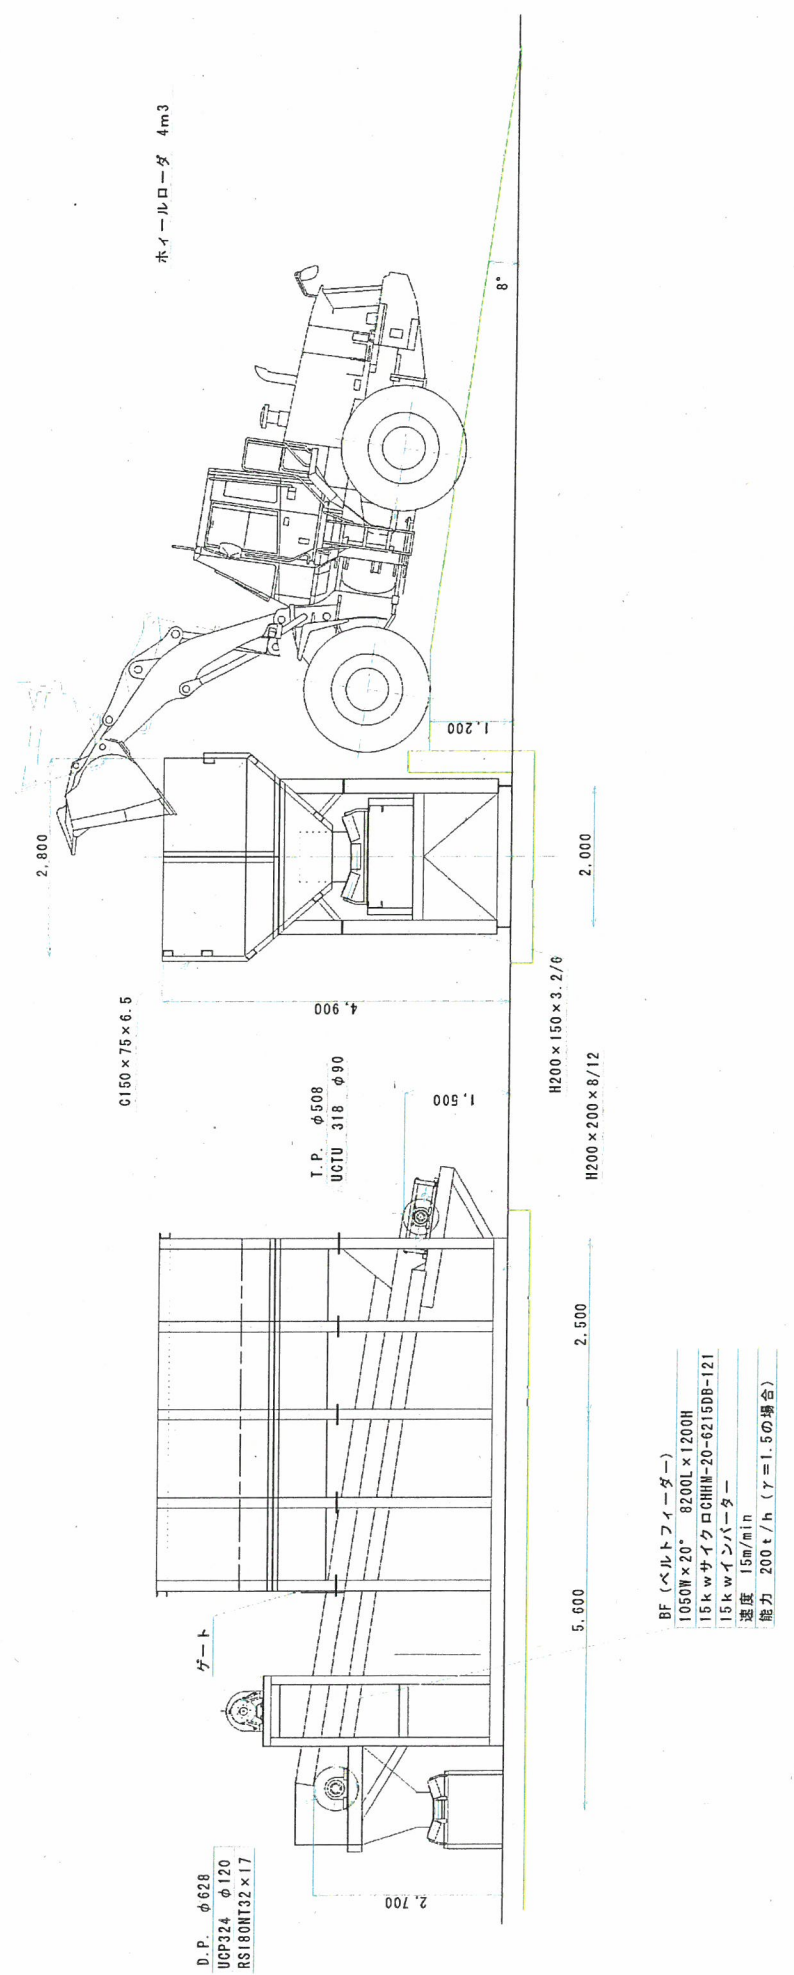 D.P. φ628
UCP324 φ120
RS180NT32×17
2,700
ゲート
5,600
2,500
BF (ベルトフィーダー)
1050W×20° 8200L×1200H
15kwサイクロCHHM-20-6215DB-121
15kwインバーター
速度 15m/min
能力 200t/h (γ=1.5の場合)
T.P. φ508
UCTU 318 φ90
1,500
C150×75×6.5
4,900
H200×150×3.2/6
H200×200×8/12
2,800
2,000
1,200
ホィールローダ 4m3
8°